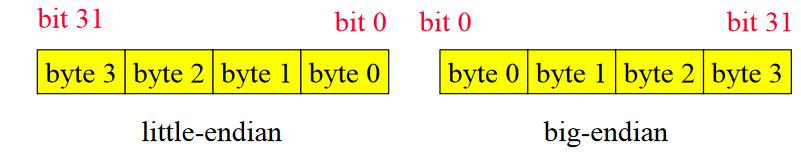 bit 31 bit 0 bit 0 bit 31
byte 3 byte 2 byte 1 byte 0 byte 0 byte 1 byte 2 byte 3
little-endian big-endian